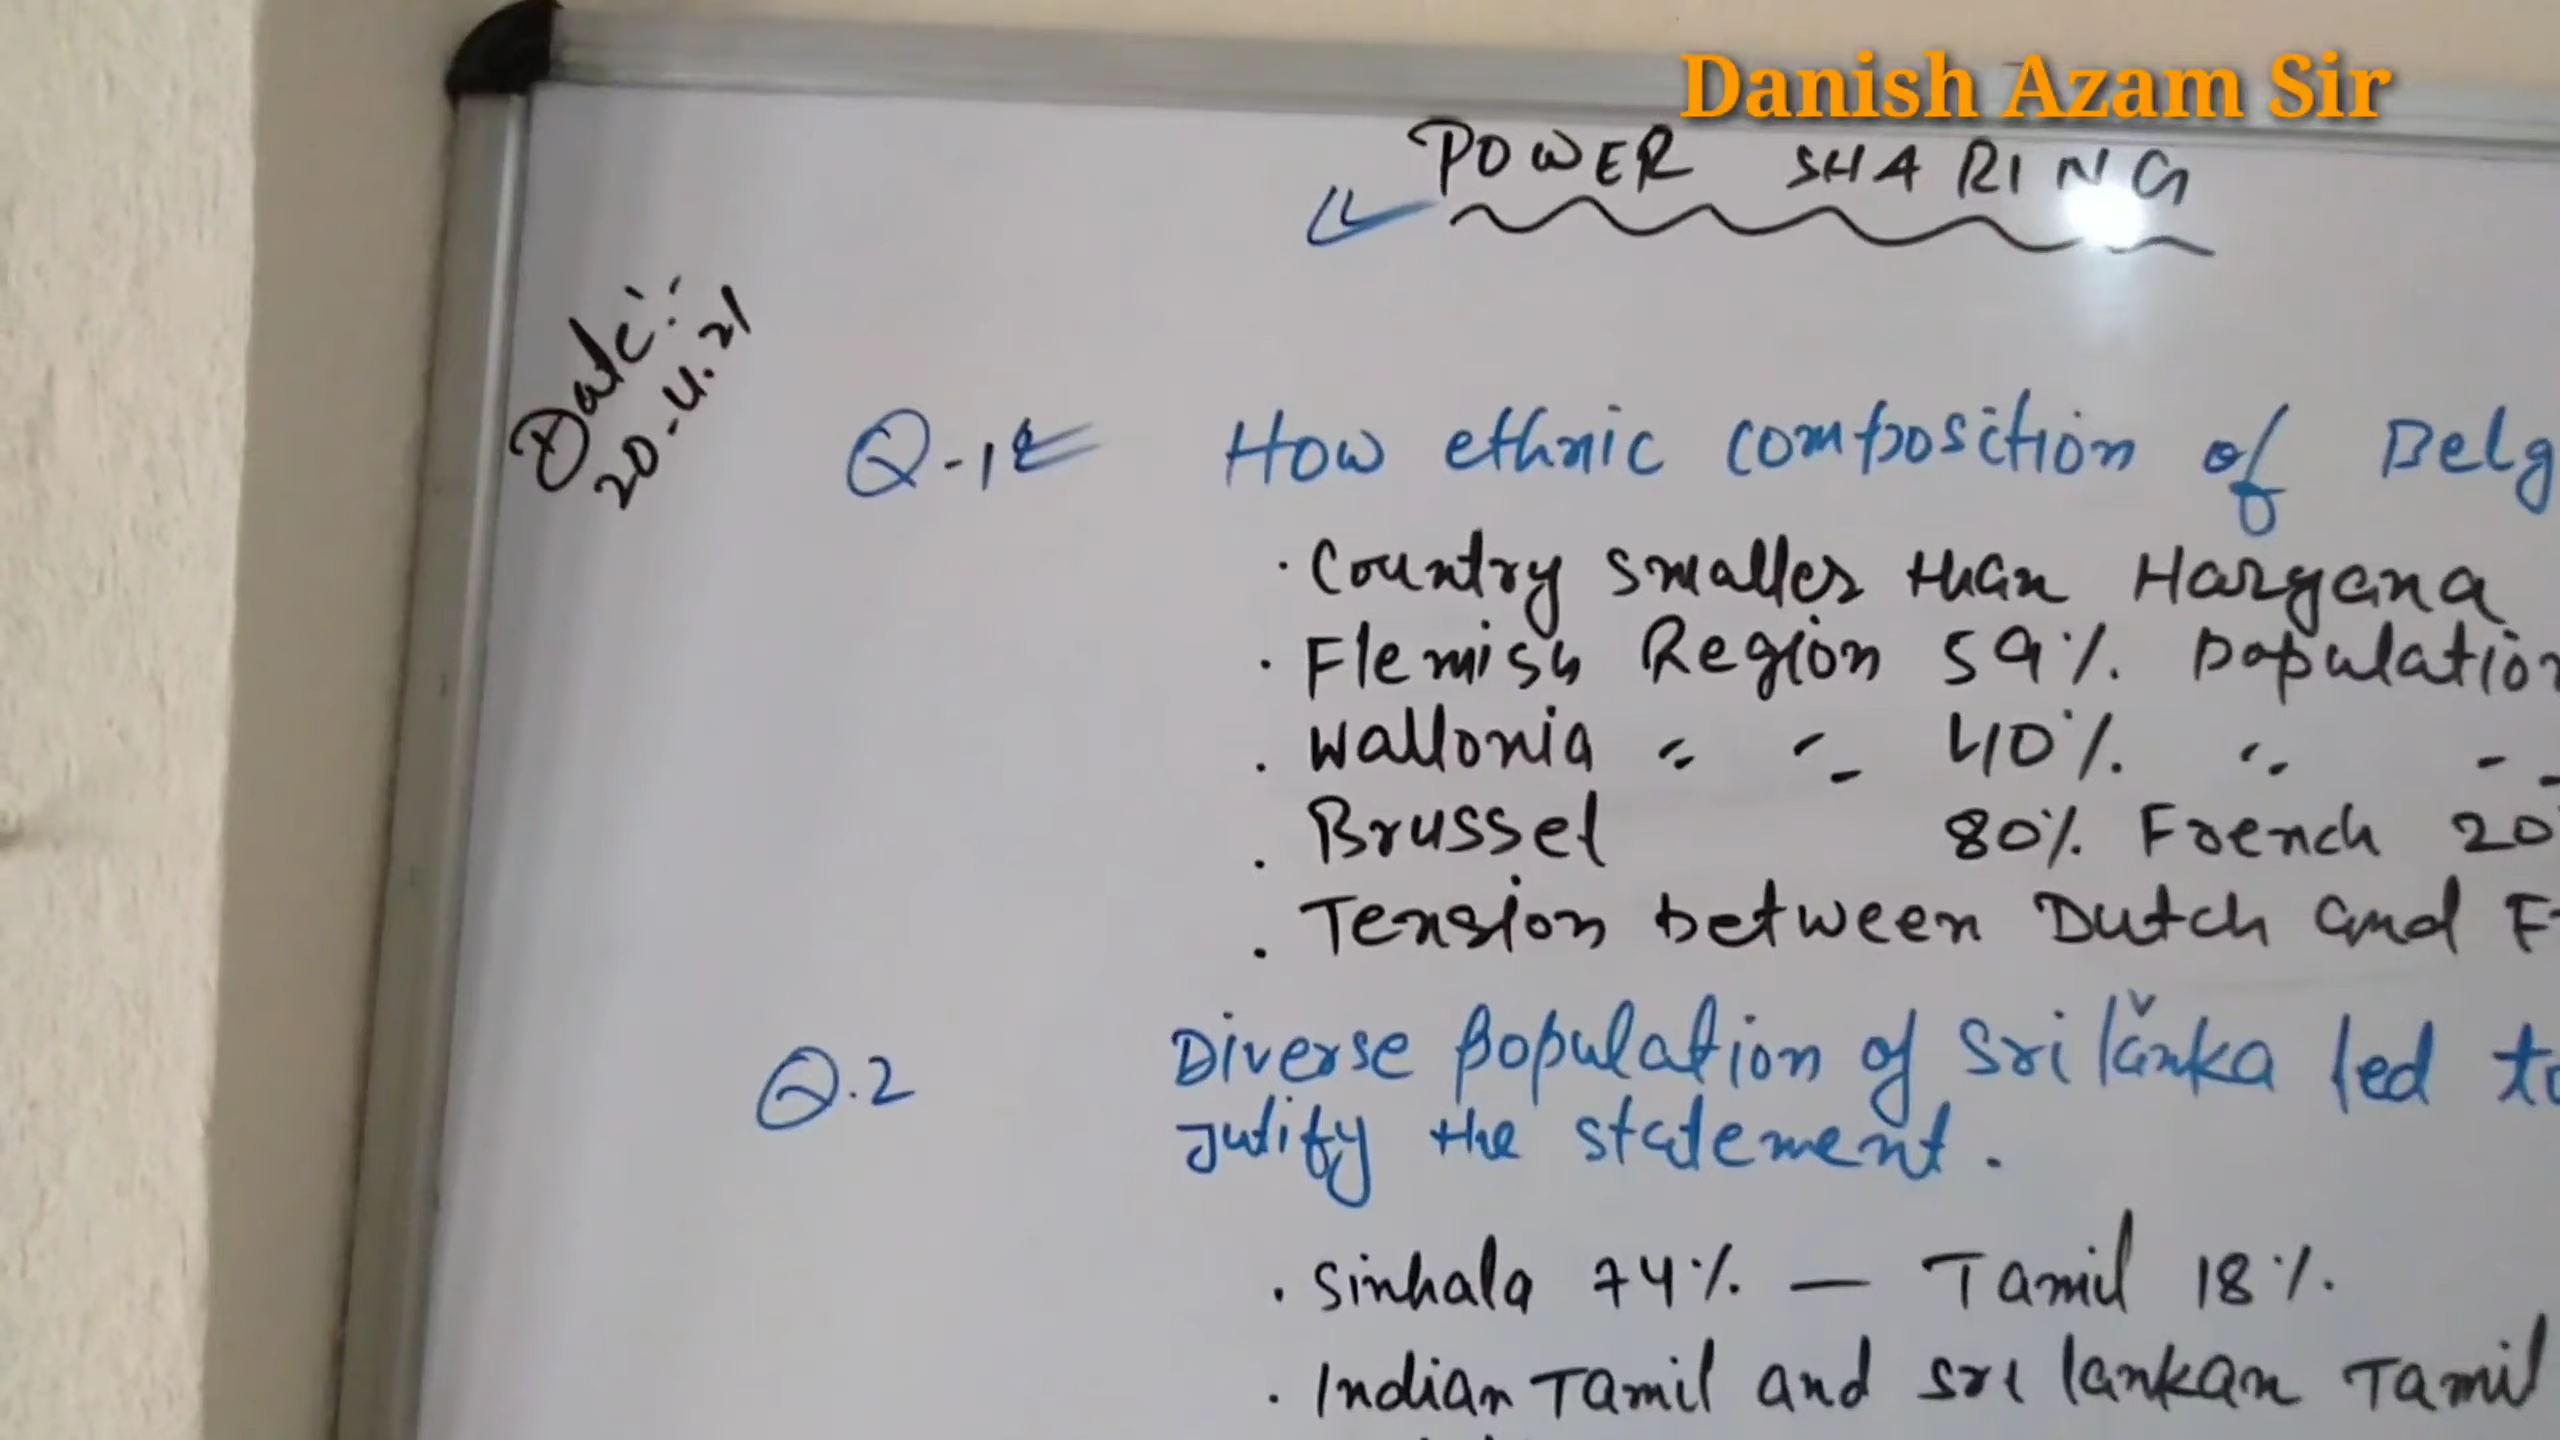 Danish Azam Sir
POWER SHARING
Date:
20-4.21
Q-1 How ethnic composition of Belg
. Country smaller than Haryana
. Flemish Region 59% Population
. Wallonia " " 40% " "
. Brussel 80% French 20
. Tension between Dutch and F
Q.2 Diverse population of Sri lanka led to
Jutify the statement.
. Sinhala 74% — Tamil 18%.
. Indian Tamil and Sri lankan Tamil